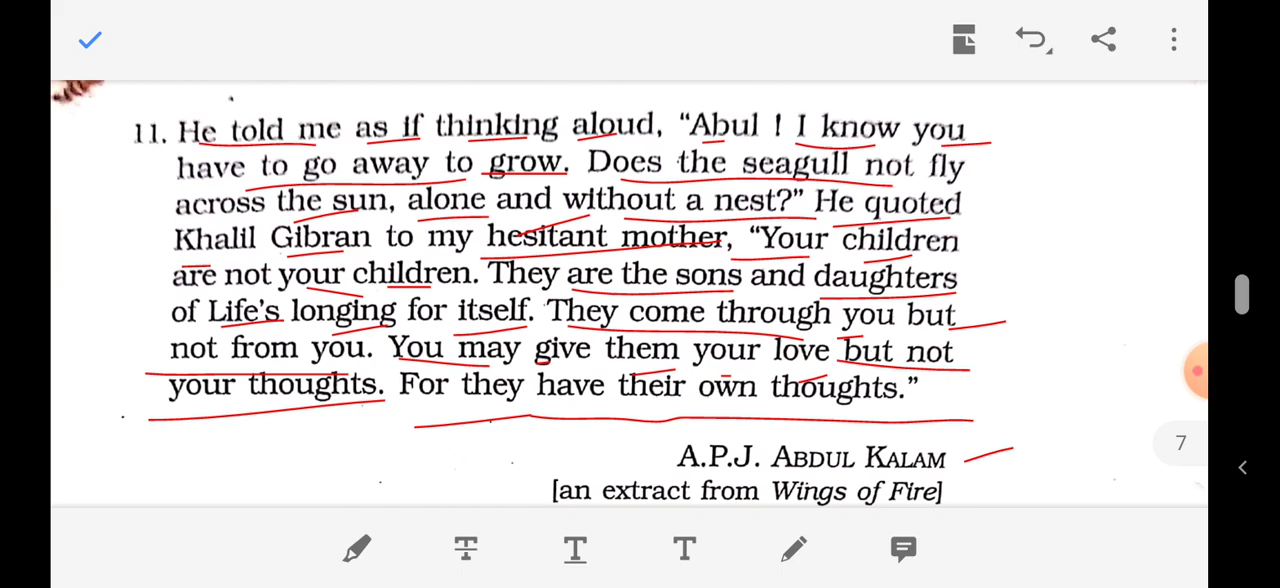 11. He told me as if thinking aloud, “Abul ! I know you
have to go away to grow. Does the seagull not fly
across the sun, alone and without a nest?” He quoted
Khalil Gibran to my hesitant mother, “Your children
are not your children. They are the sons and daughters
of Life’s longing for itself. They come through you but
not from you. You may give them your love but not
your thoughts. For they have their own thoughts.”
A.P.J. ABDUL KALAM
[an extract from Wings of Fire]
7
T
T
T